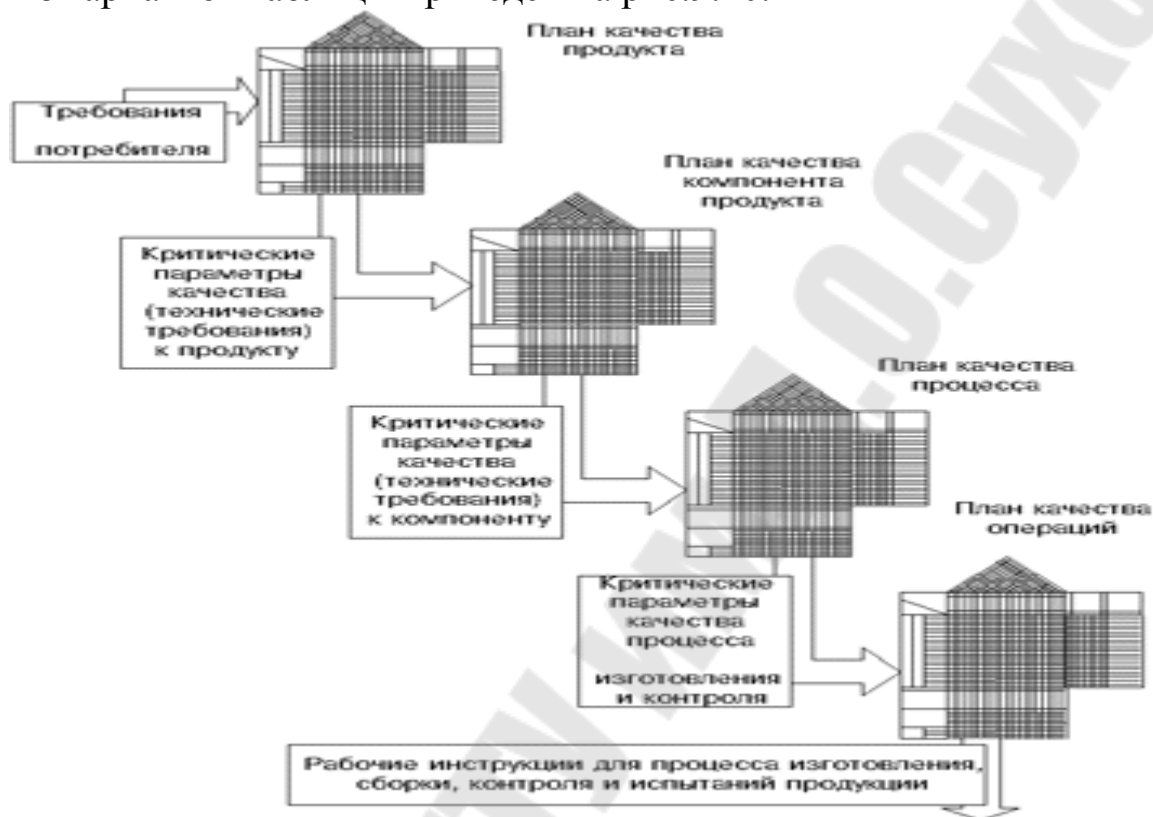 План качества
продукта
Требования
потребителя
План качества
компонента
продукта
Критические
параметры
качества
(технические
требования)
к продукту
План качества
процесса
Критические
параметры
качества
(технические
требования)
к компоненту
План качества
операций
Критические
параметры
качества
процесса
изготовления
и контроля
Рабочие инструкции для процесса изготовления,
сборки, контроля и испытаний продукции